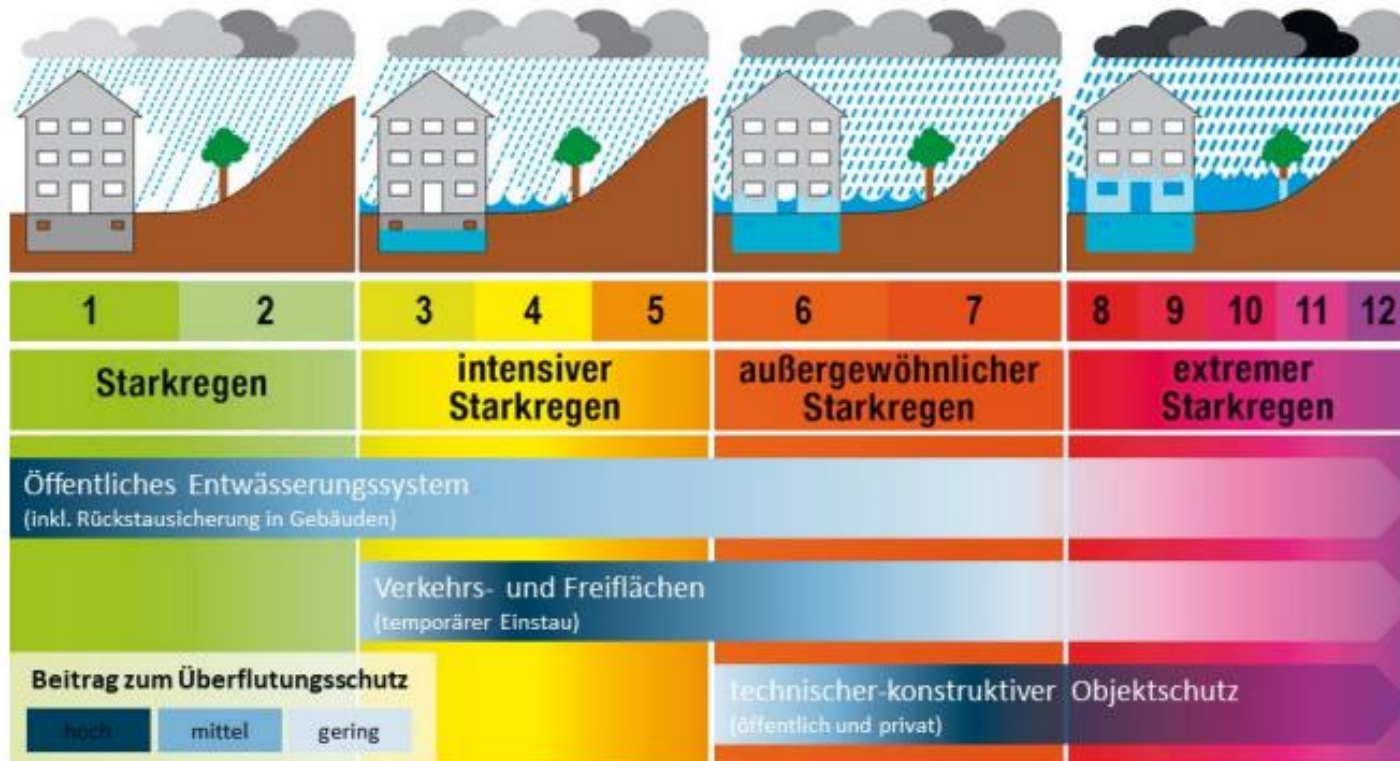 1 2 3 4 5 6 7 8 9 10 11 12
Starkregen
intensiver
Starkregen
außergewöhnlicher
Starkregen
extremer
Starkregen
Öffentliches Entwässerungssystem
(inkl. Rückstausicherung in Gebäuden)
Verkehrs- und Freiflächen
(temporärer Einstau)
technischer-konstruktiver Objektschutz
(öffentlich und privat)
Beitrag zum Überflutungsschutz
hoch mittel gering